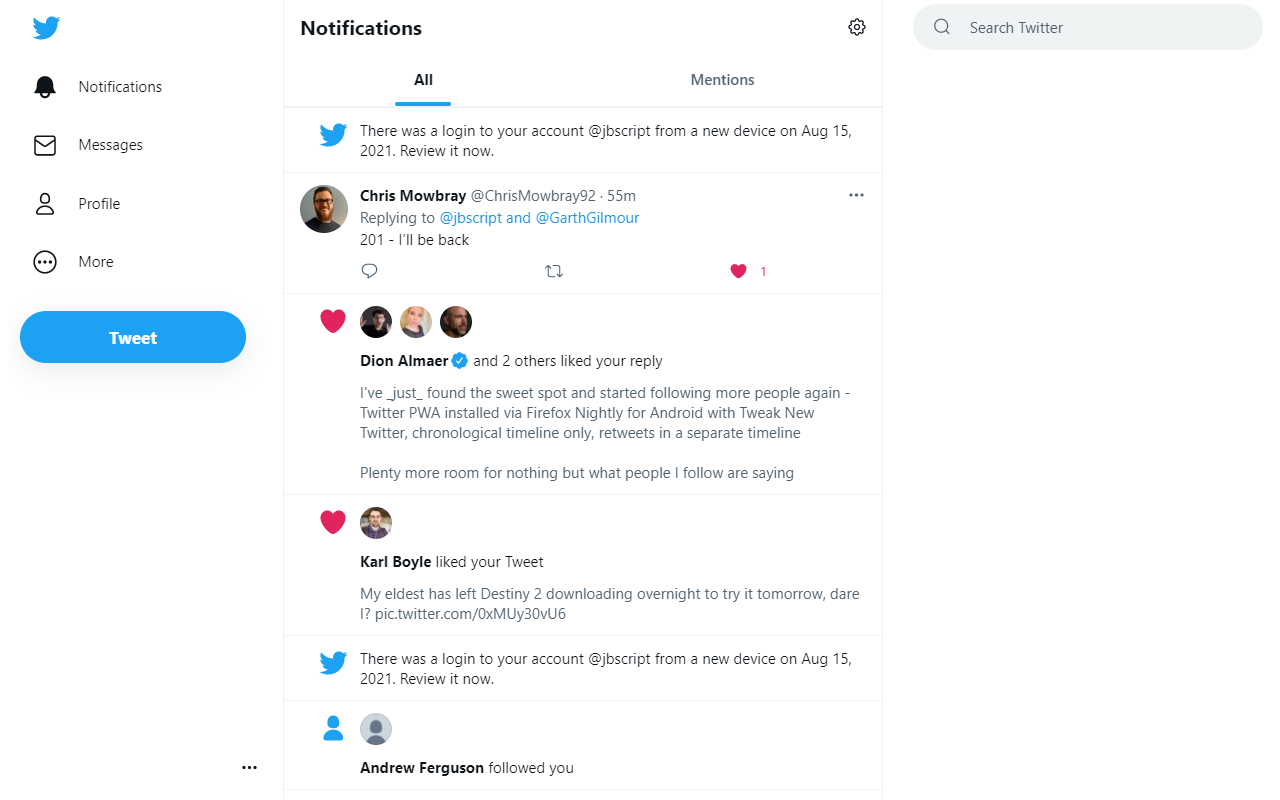 Notifications
Search Twitter
Notifications
Messages
Profile
More
Tweet
All
Mentions
There was a login to your account @jbscript from a new device on Aug 15,
2021. Review it now.
Chris Mowbray @ChrisMowbray92 · 55m
Replying to @jbscript and @GarthGilmour
201 - I’ll be back
1
Dion Almaer and 2 others liked your reply
I've _just_ found the sweet spot and started following more people again -
Twitter PWA installed via Firefox Nightly for Android with Tweak New
Twitter, chronological timeline only, retweets in a separate timeline
Plenty more room for nothing but what people I follow are saying
Karl Boyle liked your Tweet
My eldest has left Destiny 2 downloading overnight to try it tomorrow, dare
I? pic.twitter.com/0xMUy30vU6
There was a login to your account @jbscript from a new device on Aug 15,
2021. Review it now.
Andrew Ferguson followed you